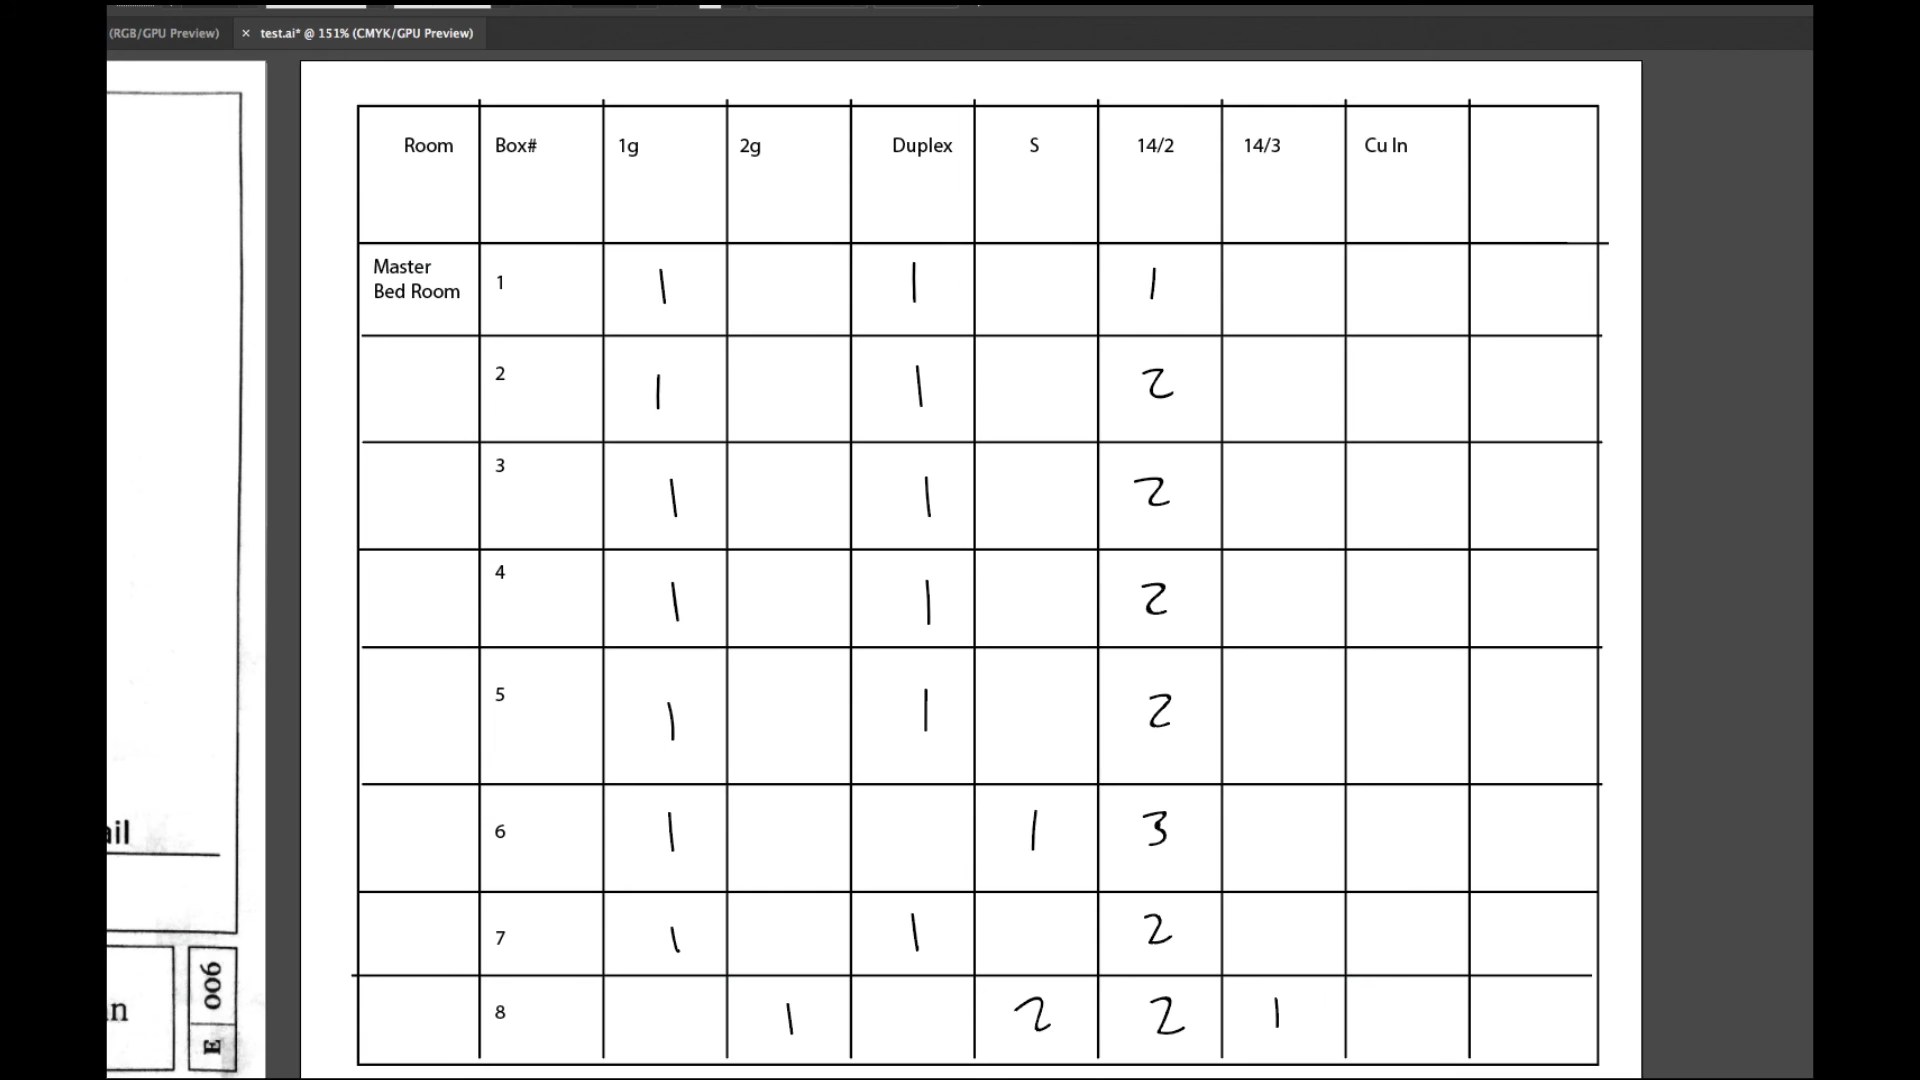 (RGB/GPU Preview) × test.ai* @ 151% (CMYK/GPU Preview)
Room Box# 1g 2g Duplex S 14/2 14/3 Cu In
Master
Bed Room 1 1 1 1
2 1 1 2
3 1 1 2
4 1 1 2
5 1 1 2
6 1 1 3
7 1 1 2
8 1 2 2 1
ail
n
E 006